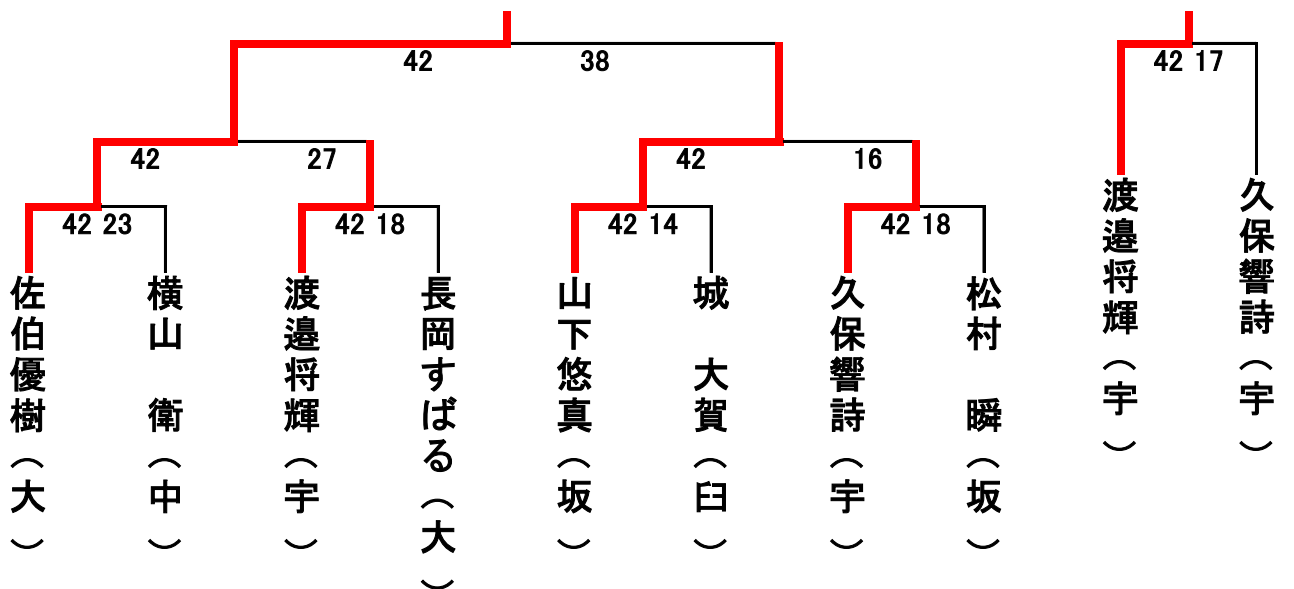 42 38
42 17
42 27
42 16
42 23
42 18
42 14
42 18
佐伯優樹（大）
横山　衛（中）
渡邉将輝（宇）
長岡すばる（大）
山下悠真（坂）
城　大賀（臼）
久保響詩（宇）
松村　瞬（坂）
渡邉将輝（宇）
久保響詩（宇）